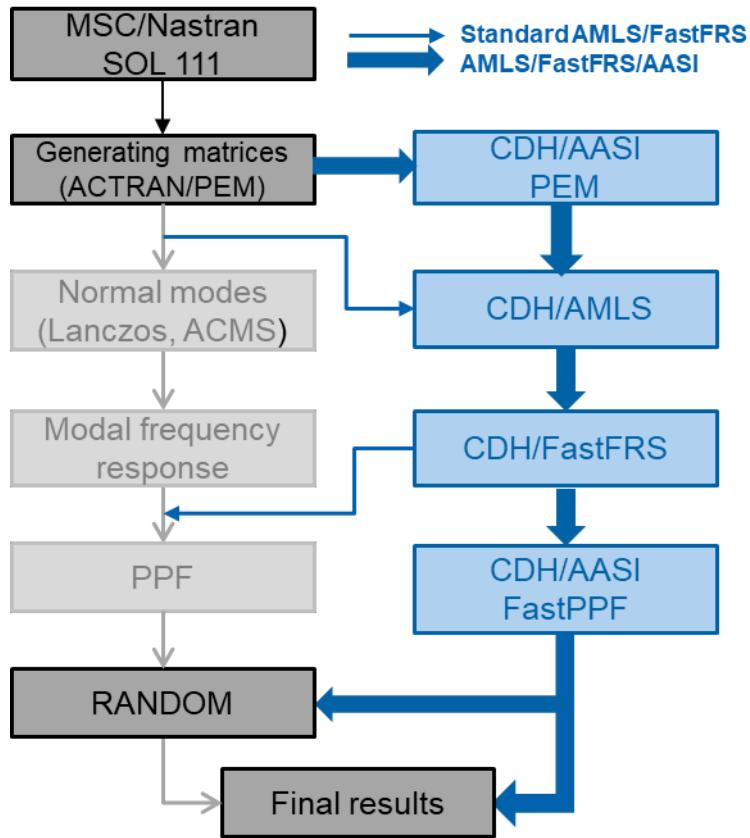 MSC/Nastran
SOL 111
Standard AMLS/FastFRS
AMLS/FastFRS/AASI
Generating matrices
(ACTRAN/PEM)
CDH/AASI
PEM
Normal modes
(Lanczos, ACMS)
CDH/AMLS
Modal frequency
response
CDH/FastFRS
PPF
CDH/AASI
FastPPF
RANDOM
Final results